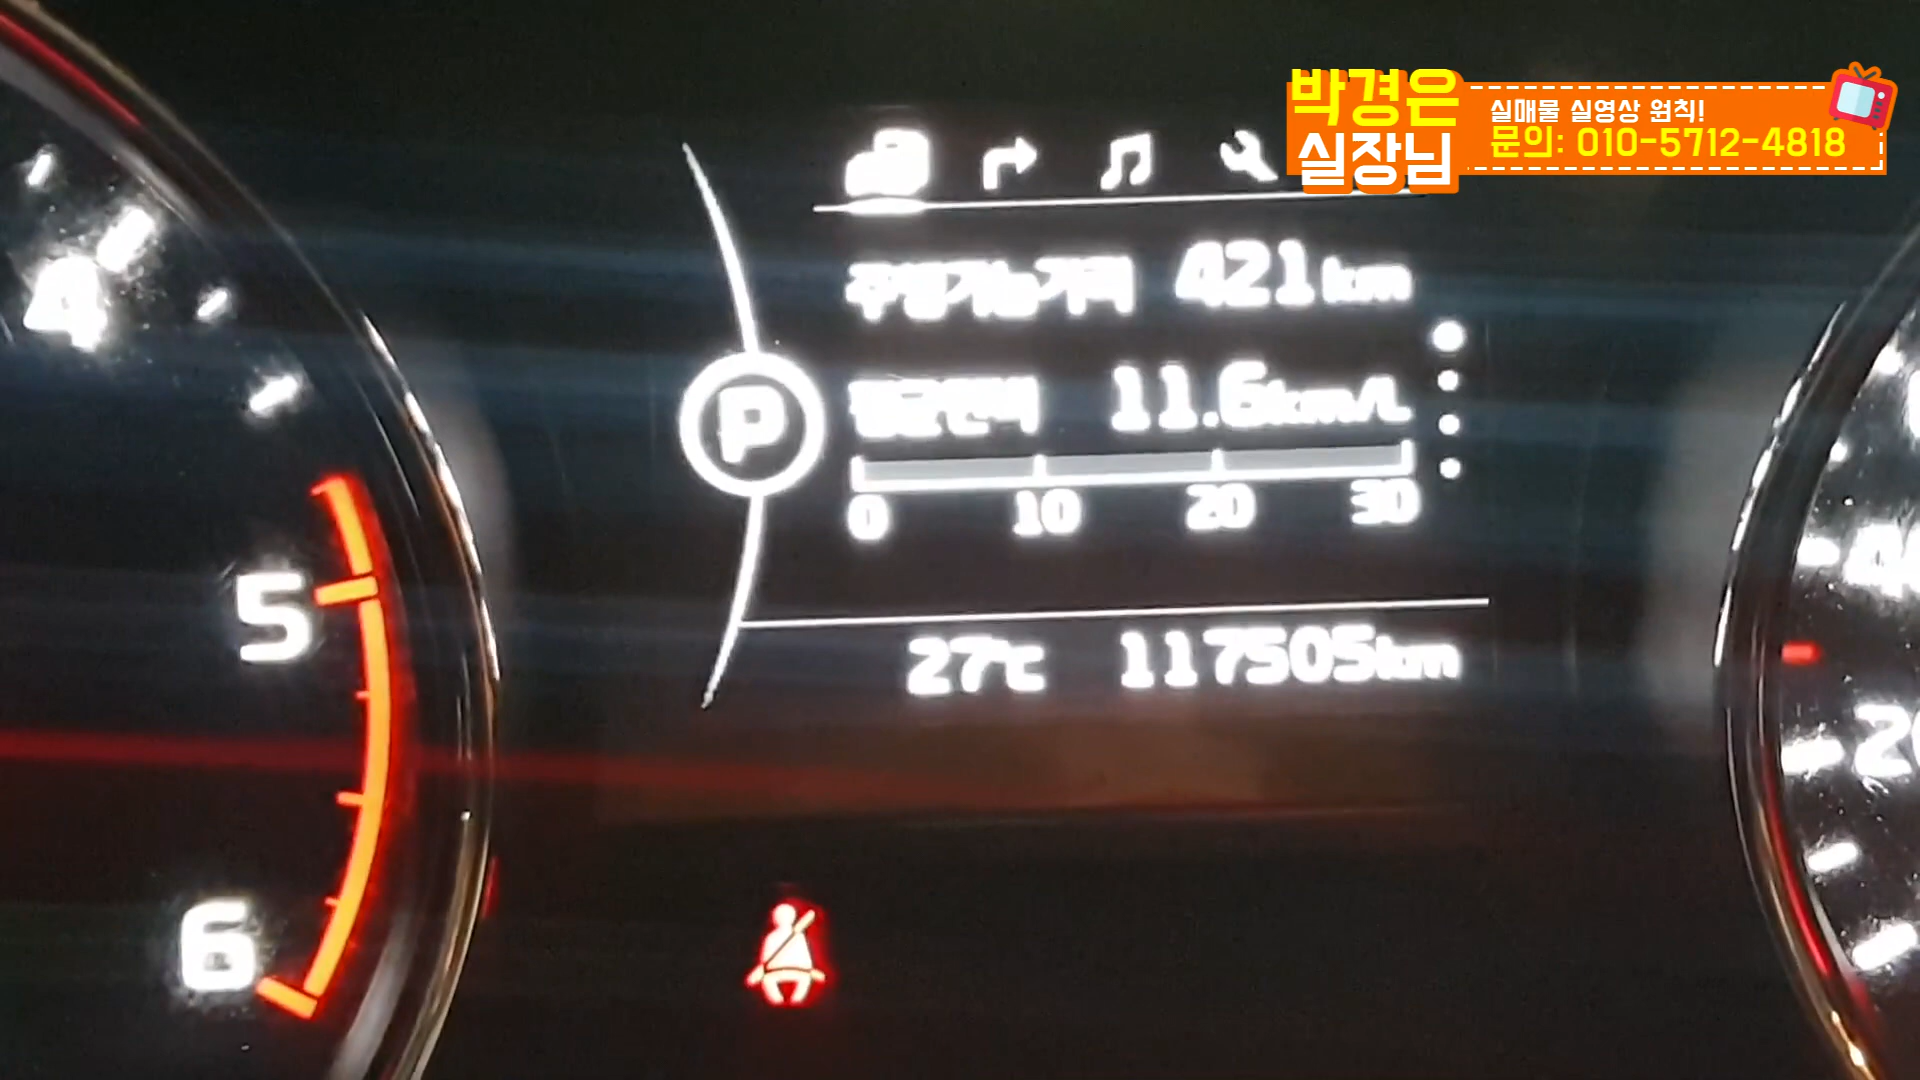 박경은
실장님
실매물 실영상 원칙!
문의: 010-5712-4818
주행가능거리 421km
평균연비 11.6km/L
P
0 10 20 30
27℃ 117505km
4
5
6
20